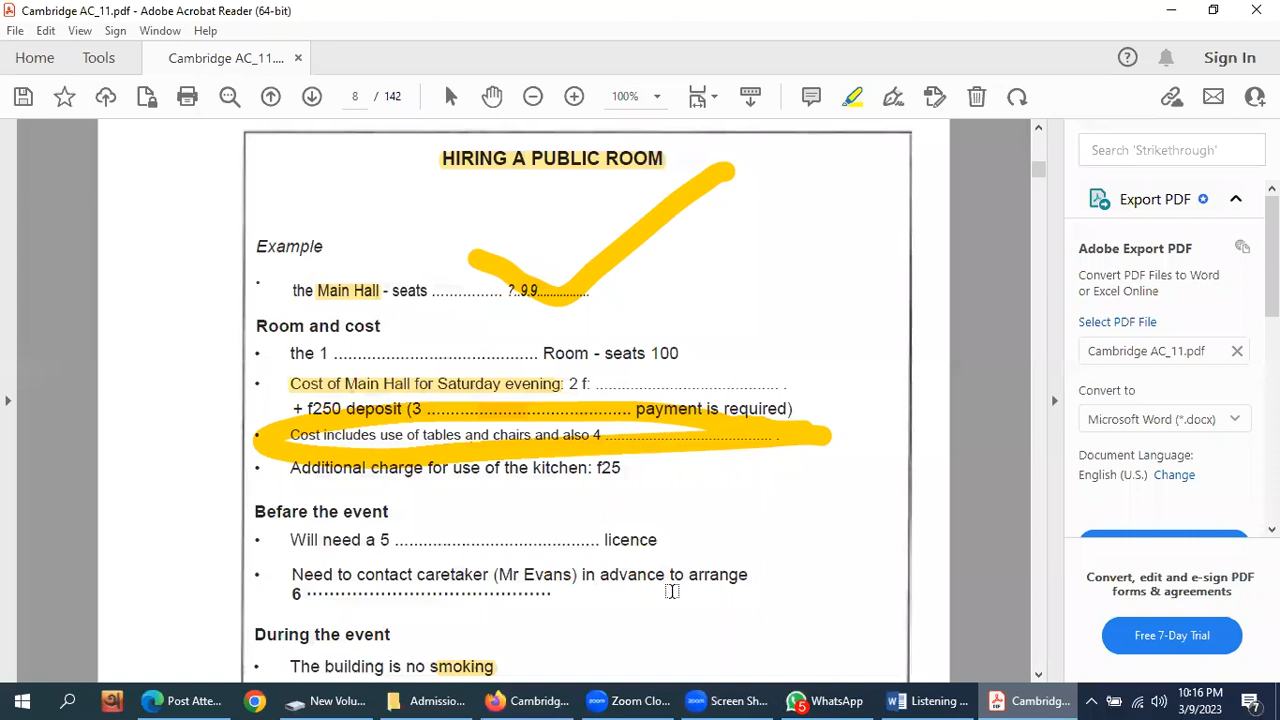 Cambridge AC_11.pdf - Adobe Acrobat Reader (64-bit)
File Edit View Sign Window Help
Home Tools Cambridge AC_11.... × Sign In
8 / 142 100%
Search 'Strikethrough'
HIRING A PUBLIC ROOM
Example
• the Main Hall - seats ............... ?..9.9................
Room and cost
• the 1 ........................................... Room - seats 100
• Cost of Main Hall for Saturday evening: 2 f: ...................................... .
+ f250 deposit (3 ........................................... payment is required)
• Cost includes use of tables and chairs and also 4 ........................................... .
• Additional charge for use of the kitchen: f25
Befare the event
• Will need a 5 ........................................... licence
• Need to contact caretaker (Mr Evans) in advance to arrange
6 ...........................................
During the event
• The building is no smoking
Export PDF
Adobe Export PDF
Convert PDF Files to Word
or Excel Online
Select PDF File
Cambridge AC_11.pdf
Convert to
Microsoft Word (*.docx)
Document Language:
English (U.S.) Change
Convert, edit and e-sign PDF
forms & agreements
Free 7-Day Trial
Post Atte... New Volu... Admissio... Cambridg... Zoom Clo... Screen Sh... 5 WhatsApp Listening ... Cambridg... 10:16 PM
3/9/2023